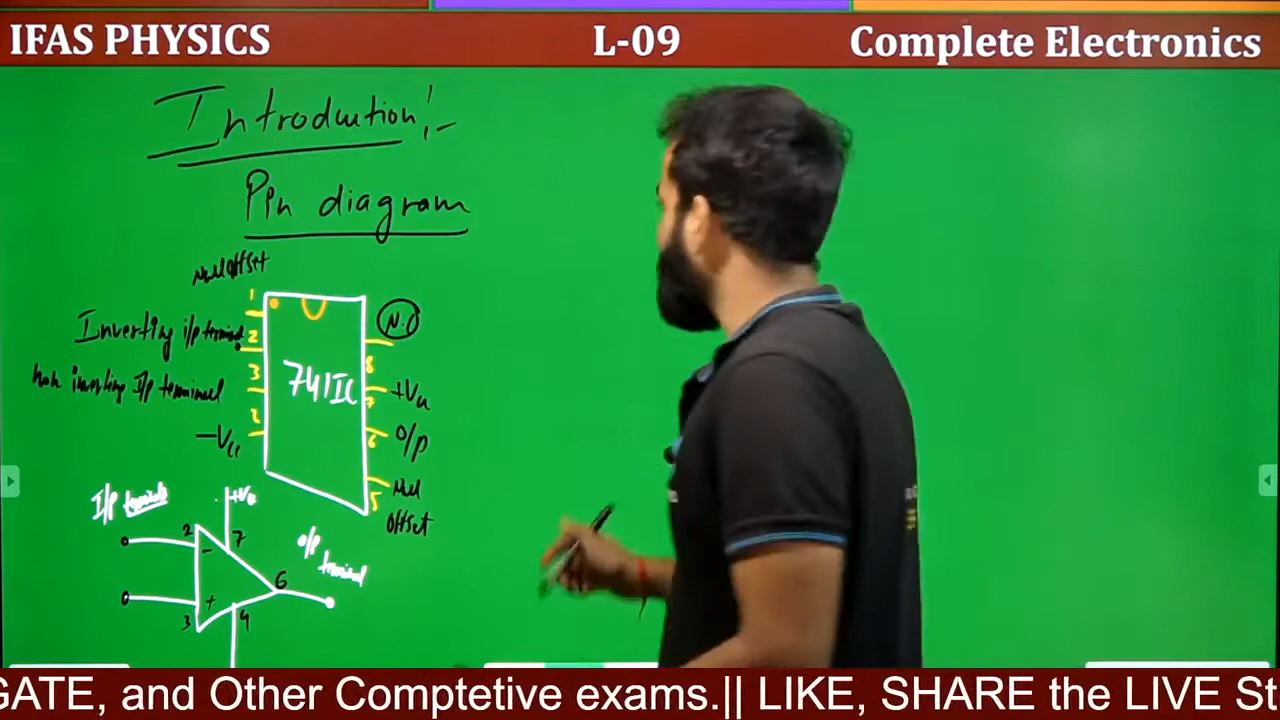 IFAS PHYSICS
L-09
Complete Electronics
Introduction:-
Pin diagram
Null Offset
1
Inverting i/p terminal
2
3
non inverting I/p terminal
2
-Vcc
741IC
N.C
8
+Vcc
7
6
O/p
5
Null
Offset
I/p terminals
+Vcc
2
-
7
o/p
terminal
6
+
3
4
GATE, and Other Comptetive exams.|| LIKE, SHARE the LIVE St